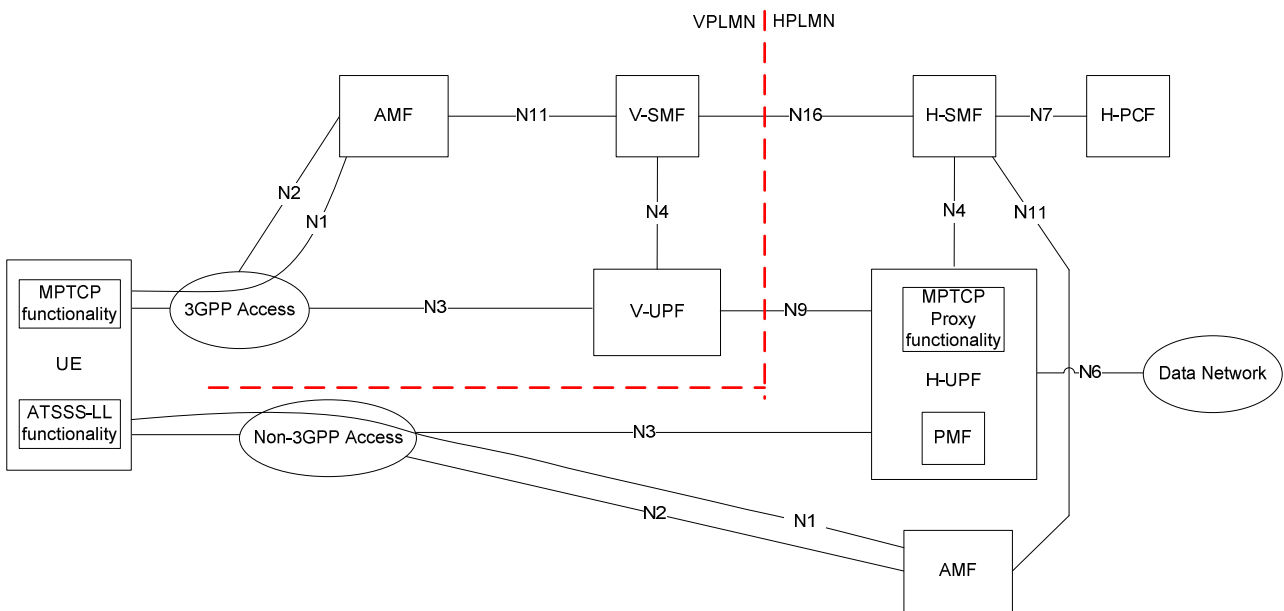 VPLMN HPLMN
AMF
N11
V-SMF
N16
H-SMF
N7
H-PCF
N2
N1
N4
N4
N11
MPTCP
functionality
UE
ATSSS-LL
functionality
3GPP Access
N3
V-UPF
N9
MPTCP
Proxy
functionality
H-UPF
PMF
N6
Data Network
Non-3GPP Access
N3
N2
N1
AMF